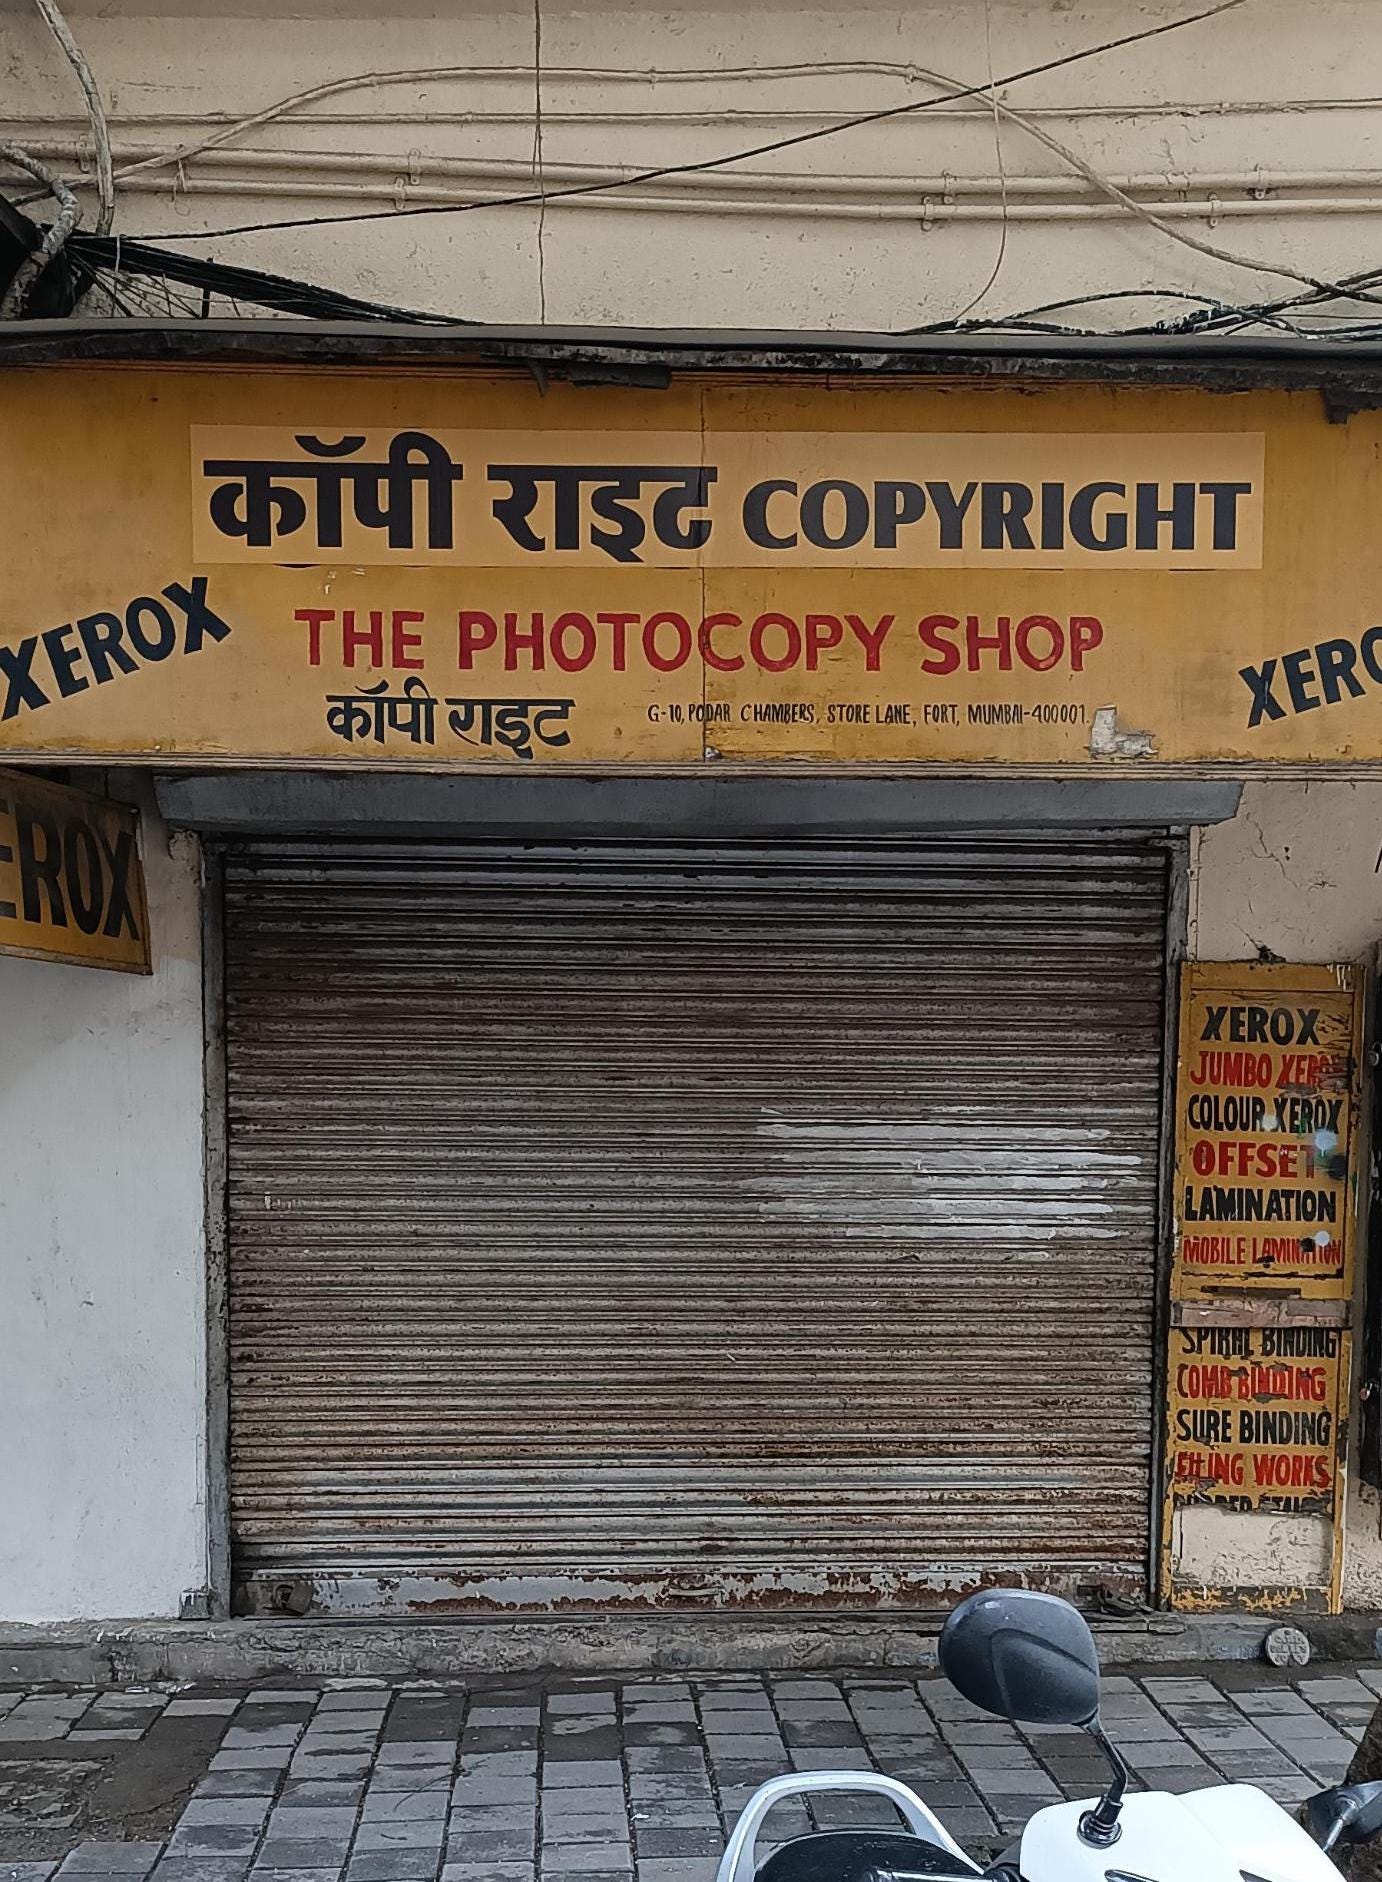 कॉपी राइट COPYRIGHT
XEROX
THE PHOTOCOPY SHOP
XERO
कॉपी राइट
G-10, PODAR CHAMBERS, STORE LANE, FORT, MUMBAI-400001.
EROX
XEROX
JUMBO XEROX
COLOUR XEROX
OFFSET
LAMINATION
MOBILE LAMINATION
SPIRAL BINDING
COMB BINDING
SURE BINDING
FILING WORKS